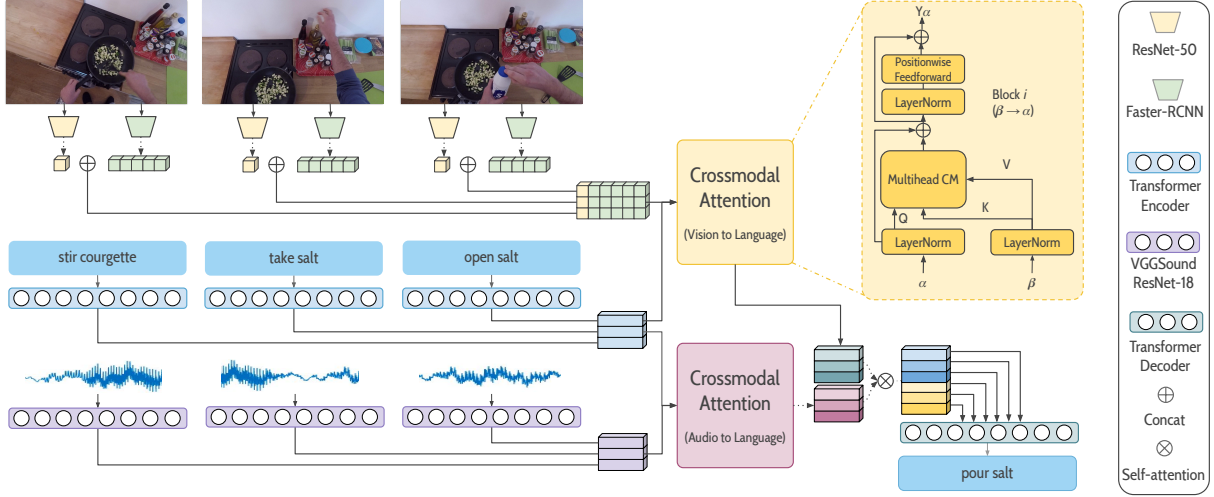 Crossmodal
Attention
(Vision to Language)
Yα
Positionwise
Feedforward
LayerNorm
Block i
(β → α)
Multihead CM
V
Q
K
LayerNorm
LayerNorm
α
β
stir courgette
take salt
open salt
Crossmodal
Attention
(Audio to Language)
pour salt
ResNet-50
Faster-RCNN
Transformer
Encoder
VGGSound
ResNet-18
Transformer
Decoder
Concat
Self-attention